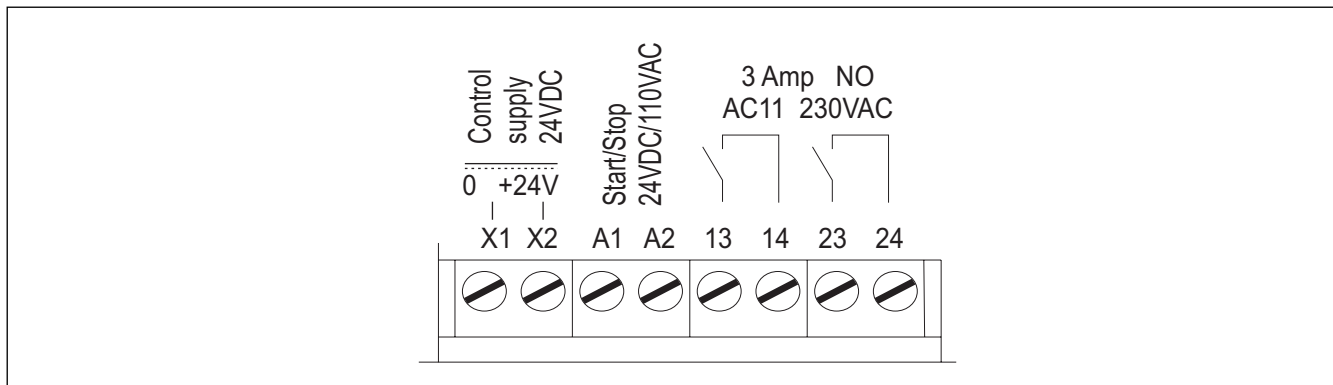 Control
supply
24VDC
Start/Stop
24VDC/110VAC
3 Amp NO
AC11 230VAC
0 +24V
X1 X2 A1 A2 13 14 23 24